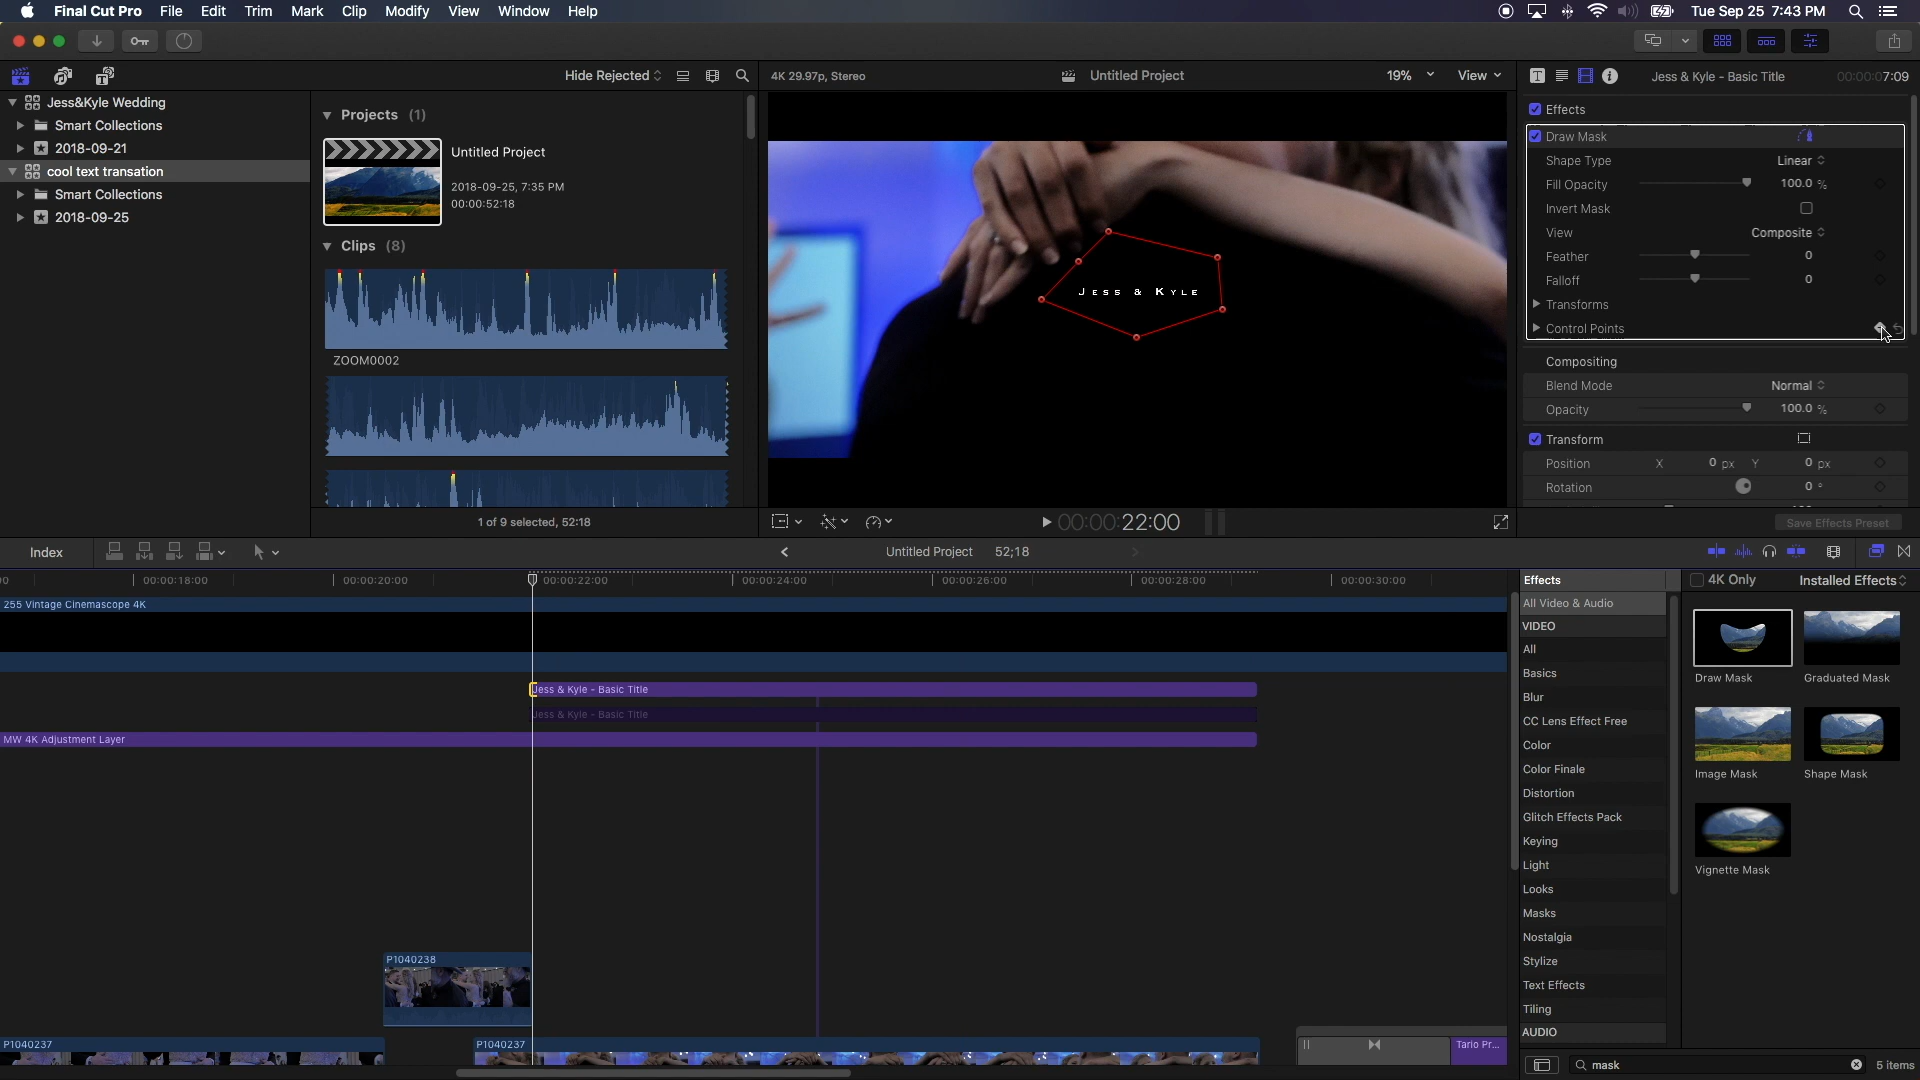 Final Cut Pro File Edit Trim Mark Clip Modify View Window Help Tue Sep 25 7:43 PM
Hide Rejected
4K 29.97p, Stereo Untitled Project 19% View
Jess & Kyle - Basic Title 00:00:07:09
Jess&Kyle Wedding
Smart Collections
2018-09-21
cool text transation
Smart Collections
2018-09-25
Projects (1)
Untitled Project
2018-09-25, 7:35 PM
00:00:52:18
Clips (8)
ZOOM0002
1 of 9 selected, 52:18
Jess & Kyle
00:00:22:00
Effects
Draw Mask
Shape Type Linear
Fill Opacity 100.0 %
Invert Mask
View Composite
Feather 0
Falloff 0
Transforms
Control Points
Compositing
Blend Mode Normal
Opacity 100.0 %
Transform
Position X 0 px Y 0 px
Rotation 0 °
Save Effects Preset
Index
Untitled Project 52;18
00:00:18:00 00:00:20:00 00:00:22:00 00:00:24:00 00:00:26:00 00:00:28:00 00:00:30:00
255 Vintage Cinemascope 4K
Jess & Kyle - Basic Title
Jess & Kyle - Basic Title
MW 4K Adjustment Layer
P1040238
P1040237 P1040237
Tario Pr...
Effects
4K Only Installed Effects
All Video & Audio
VIDEO
All
Basics
Blur
CC Lens Effect Free
Color
Color Finale
Distortion
Glitch Effects Pack
Keying
Light
Looks
Masks
Nostalgia
Stylize
Text Effects
Tiling
AUDIO
Draw Mask Graduated Mask
Image Mask Shape Mask
Vignette Mask
mask 5 items